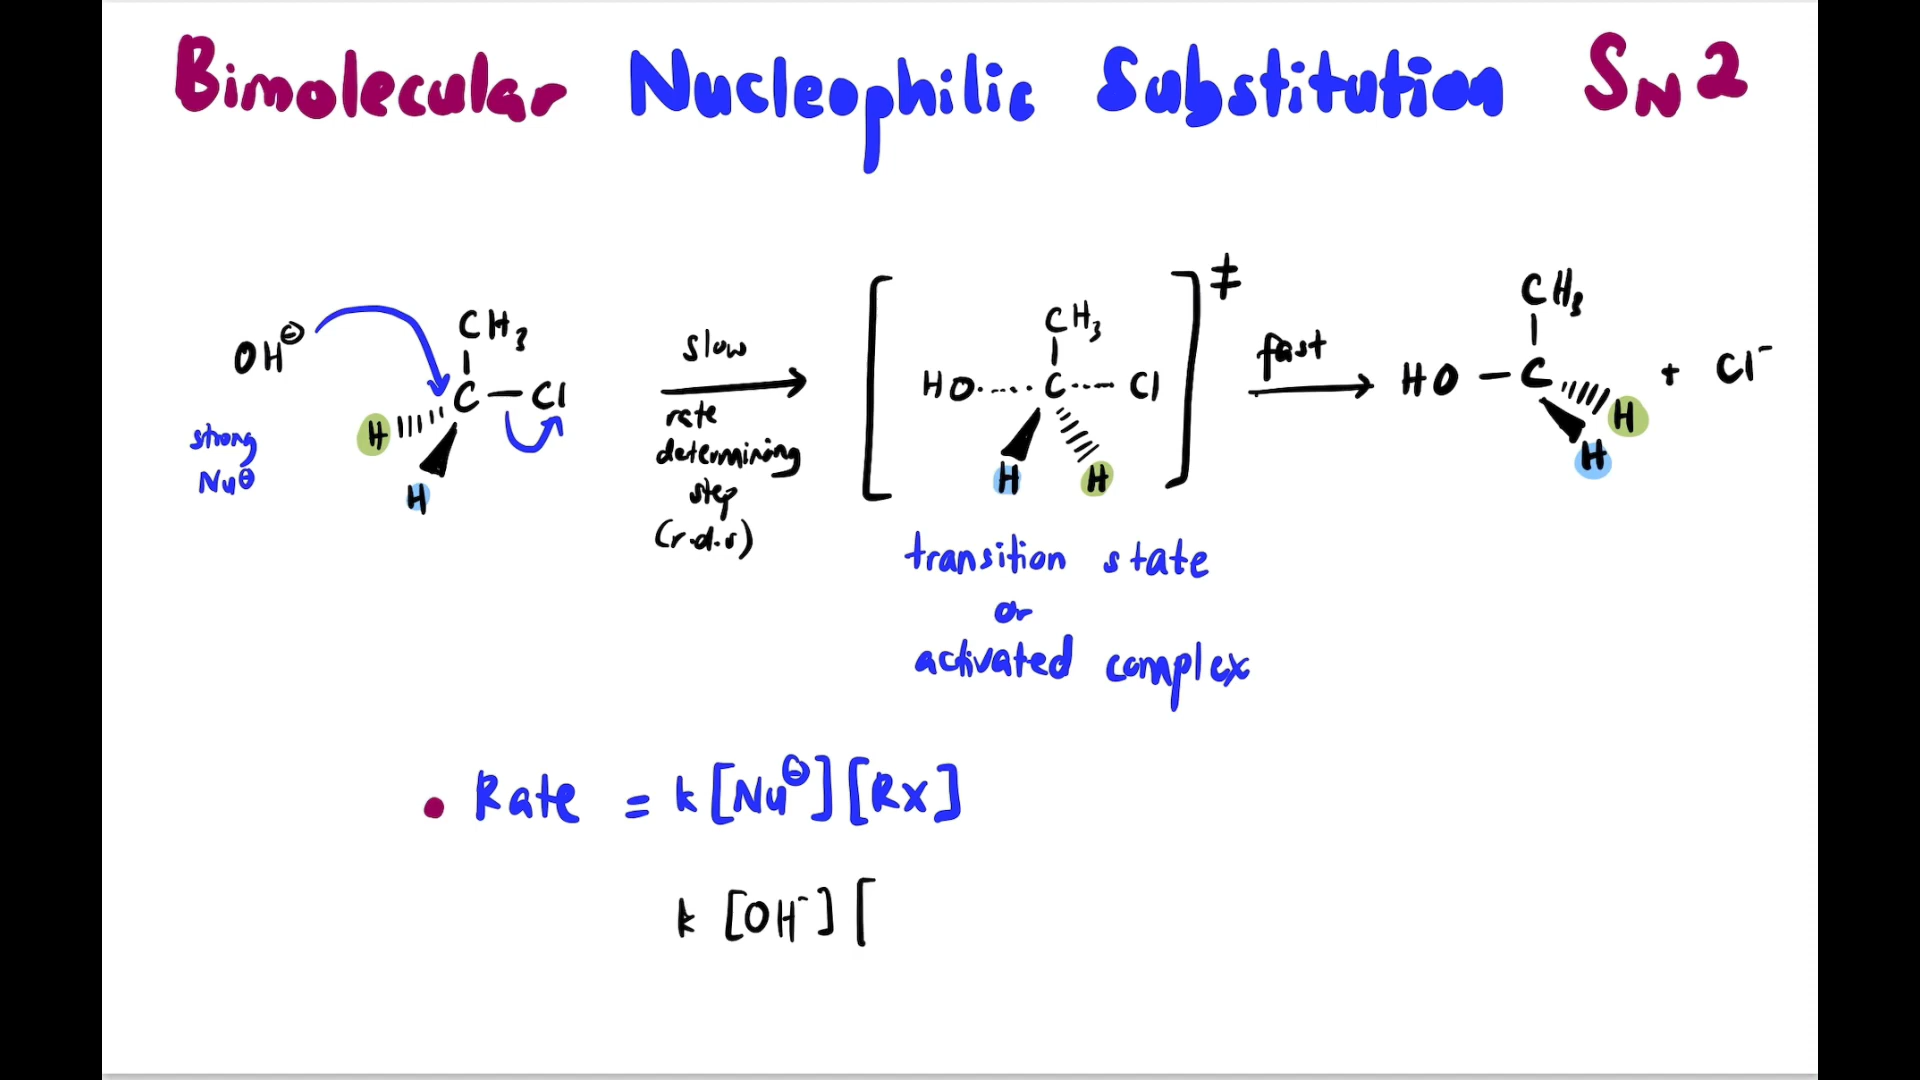 Bimolecular Nucleophilic Substitution SN2
OH⊖
CH3
C — Cl
H
H
strong
Nu⊖
slow
rate
determining
step
(r.d.s)
[ ]‡
CH3
HO ..... C ..... Cl
H H
transition state
or
activated complex
fast
CH3
HO — C
H
H
+ Cl⁻
• Rate = k [Nu⊖] [Rx]
k [OH⁻] [